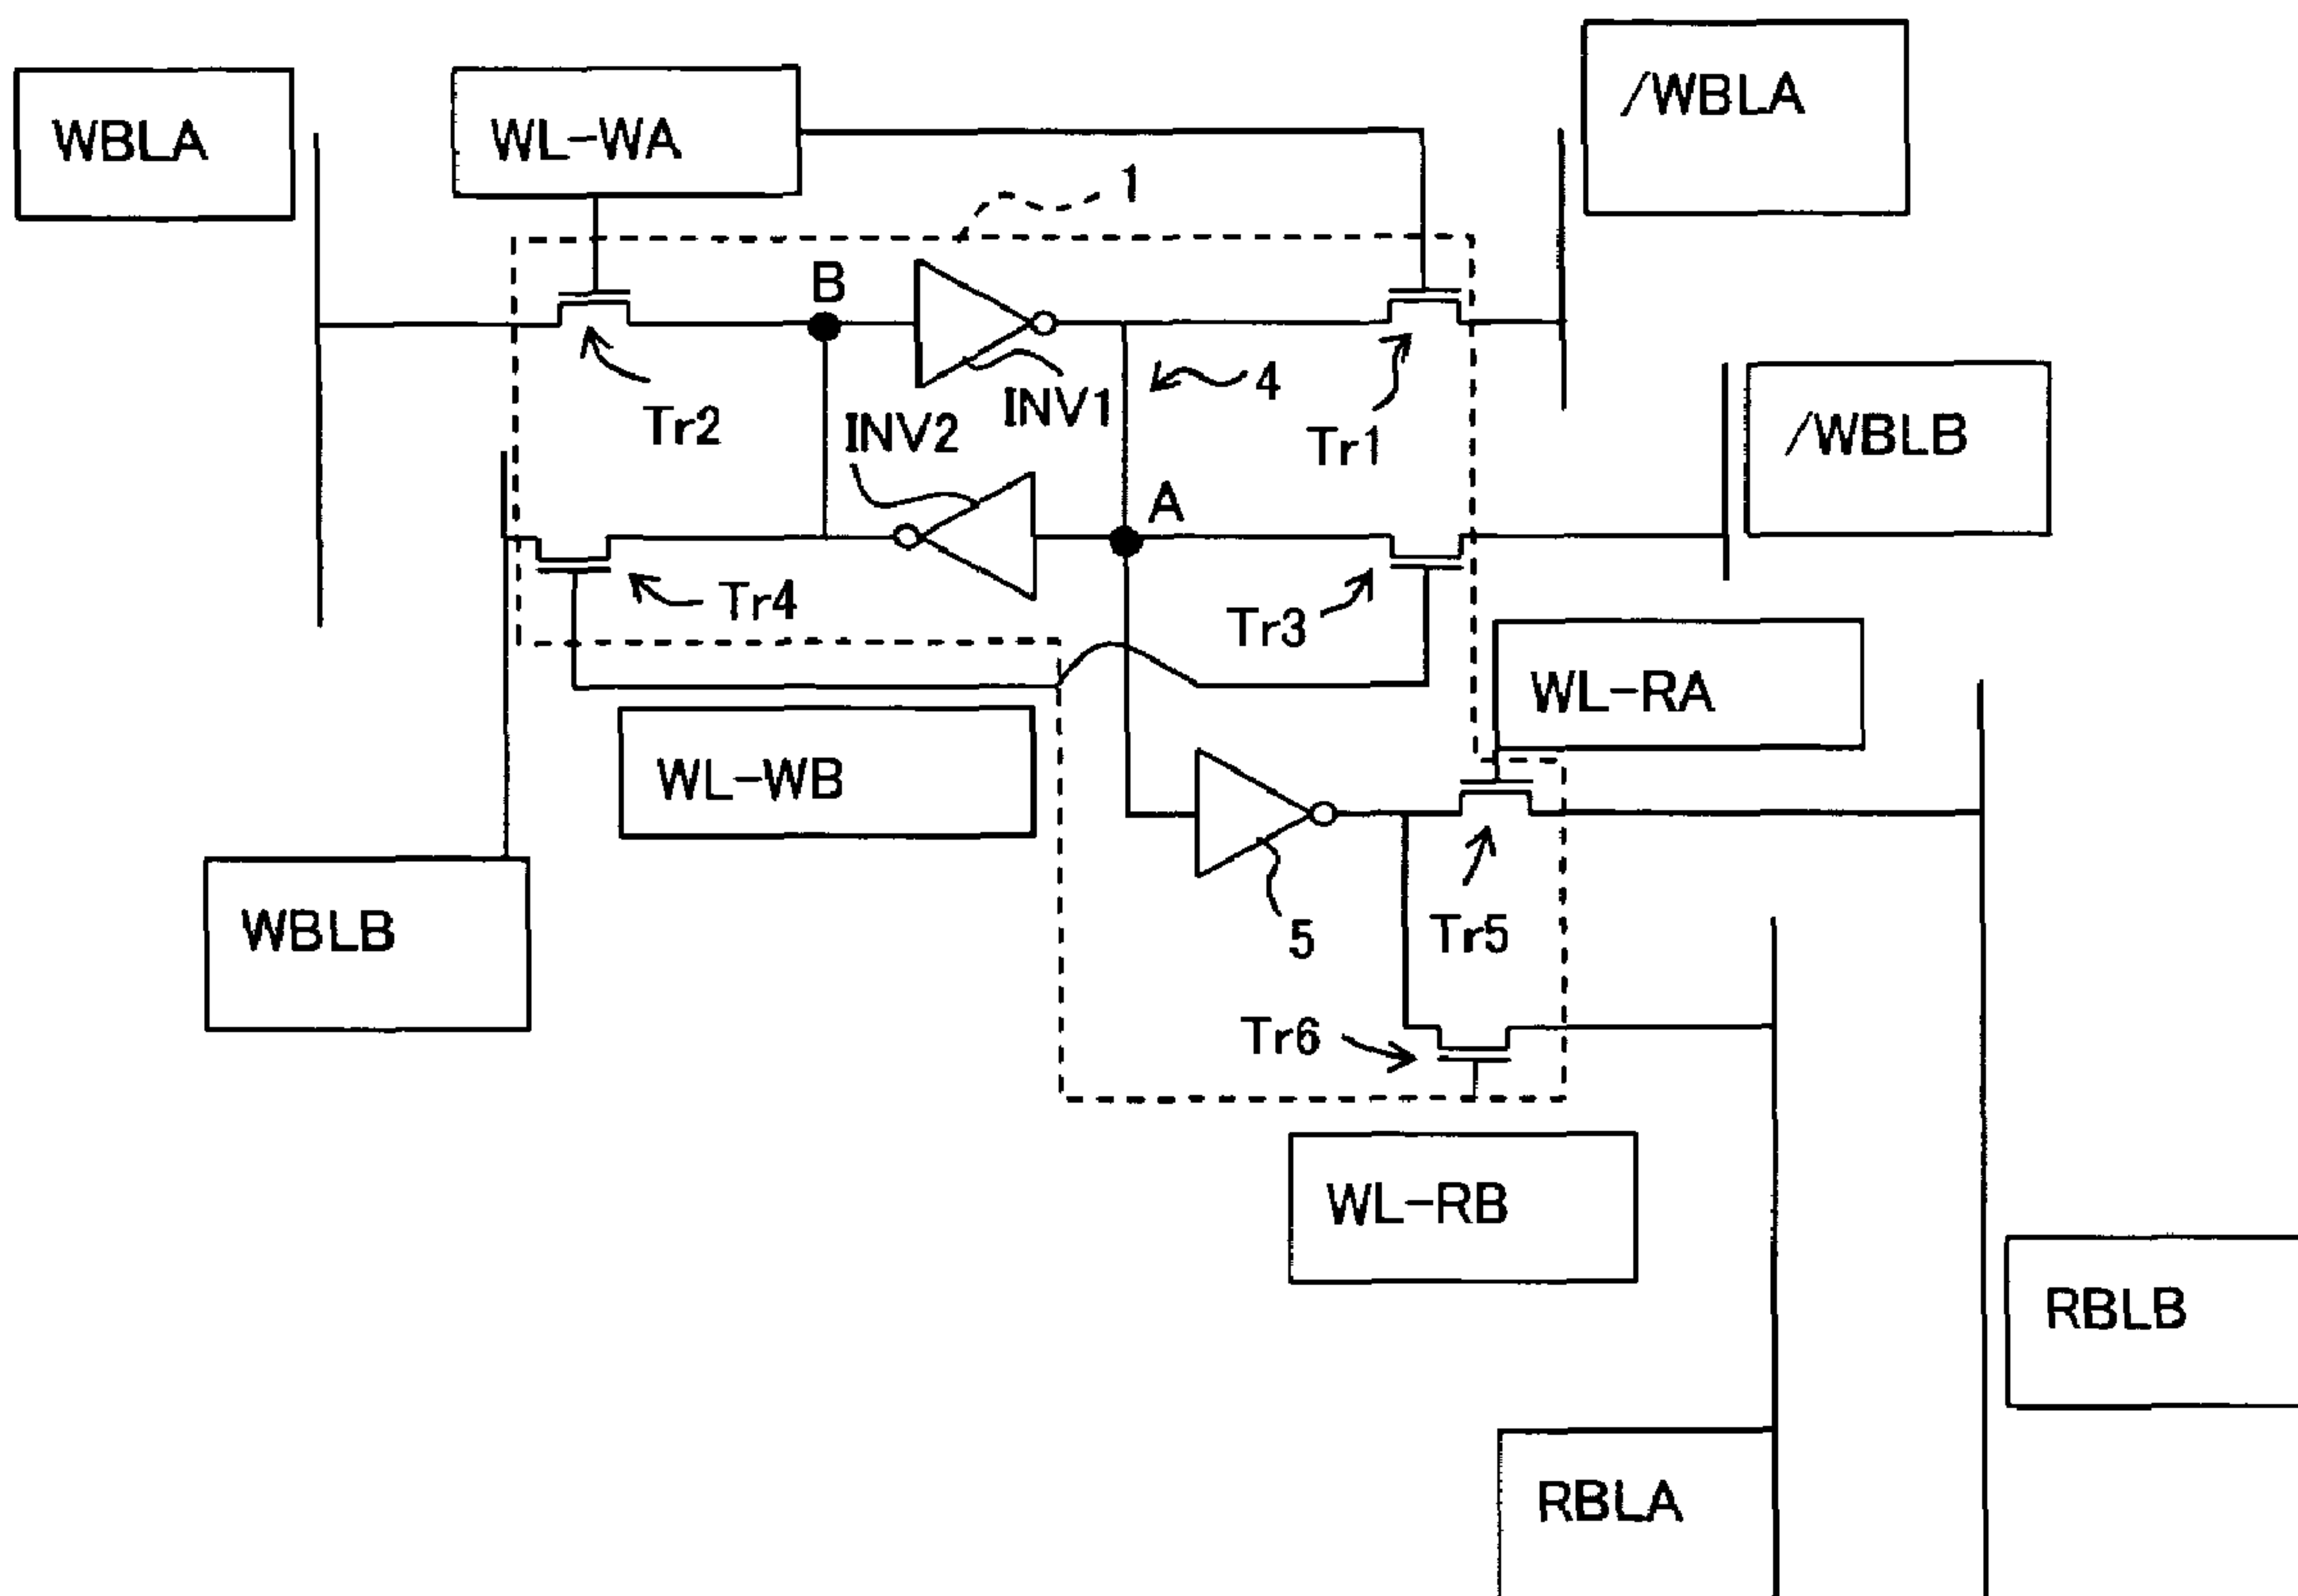 /WBLA
WBLA
WL-WA
1
B
4
INV1
Tr2
INV2
Tr1
/WBLB
A
Tr4
Tr3
WL-RA
WL-WB
WBLB
5
Tr5
Tr6
WL-RB
RBLB
RBLA